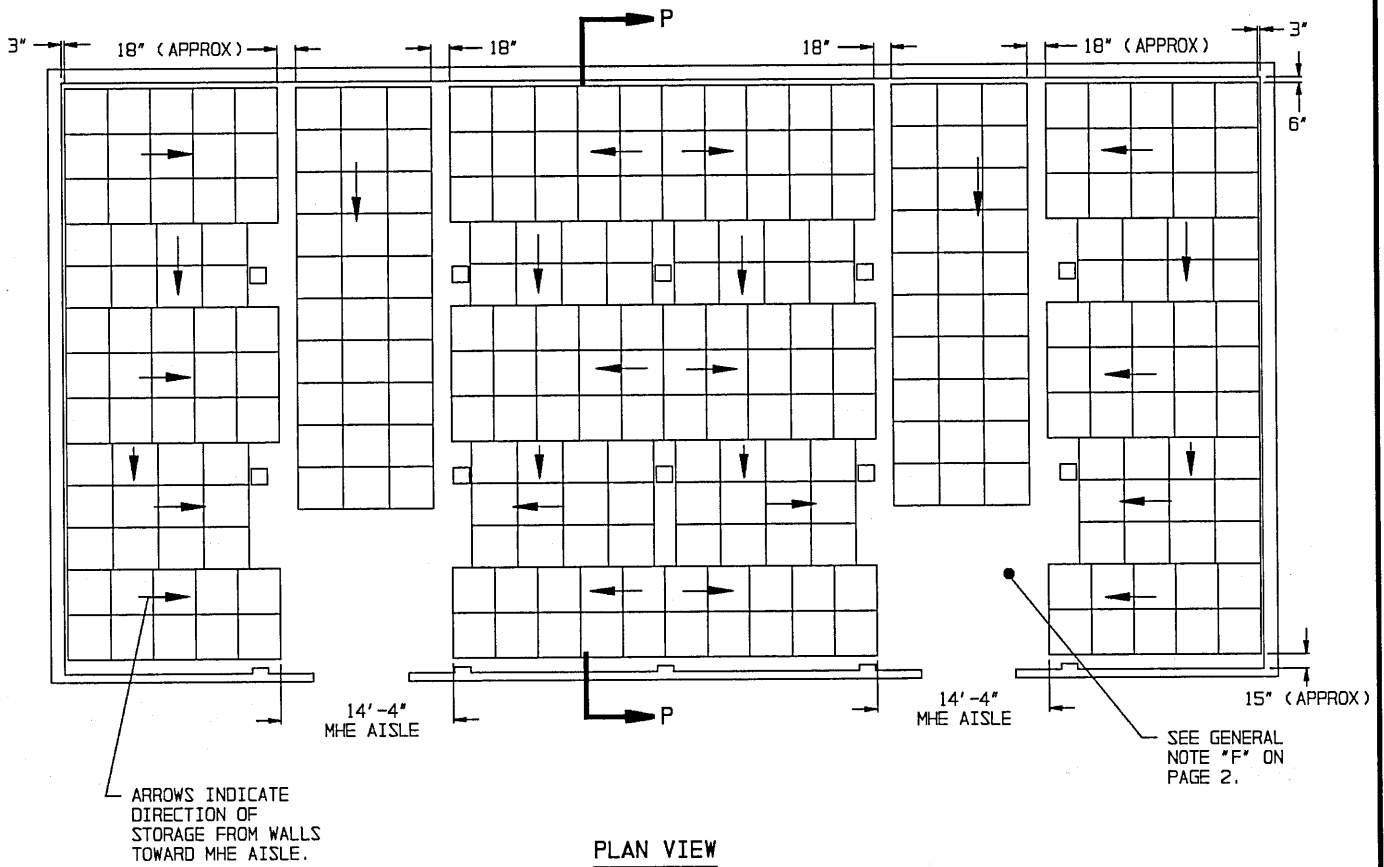 P
3"
18" (APPROX)
18"
18"
18" (APPROX)
3"
6"
14'-4"
MHE AISLE
P
14'-4"
MHE AISLE
15" (APPROX)
SEE GENERAL
NOTE "F" ON
PAGE 2.
ARROWS INDICATE
DIRECTION OF
STORAGE FROM WALLS
TOWARD MHE AISLE.
PLAN VIEW